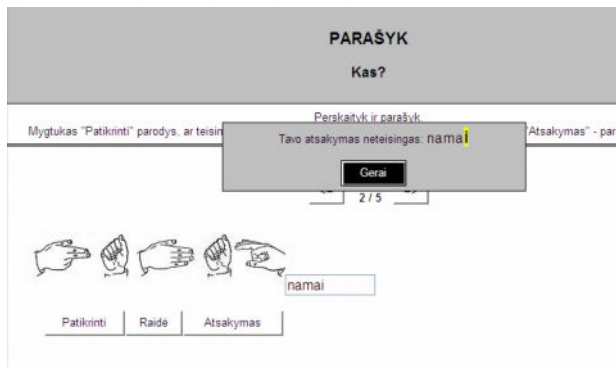 PARAŠYK
Kas?
Perskaityk ir parašyk.
Mygtukas "Patikrinti" parodys, ar teisin
"Atsakymas" - par
Tavo atsakymas neteisingas: namai
Gerai
2 / 5
namai
Patikrinti Raidė Atsakymas